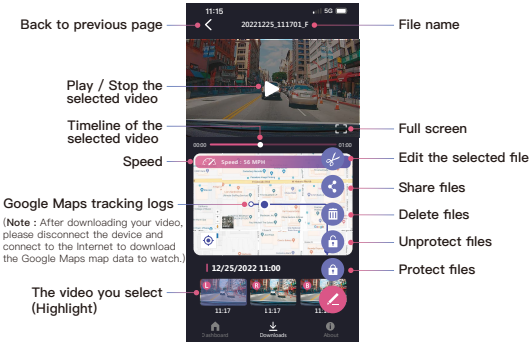 Back to previous page
Play / Stop the
selected video
Timeline of the
selected video
Speed
Google Maps tracking logs
(Note : After downloading your video,
please disconnect the device and
connect to the Internet to download
the Google Maps map data to watch.)
The video you select
(Highlight)
11:15
5G
20221225_111701_F
00:00
01:00
Speed : 56 MPH
12/25/2022 11:00
L
R
B
11:17
11:17
11:17
Dashboard
Downloads
About
File name
Full screen
Edit the selected file
Share files
Delete files
Unprotect files
Protect files